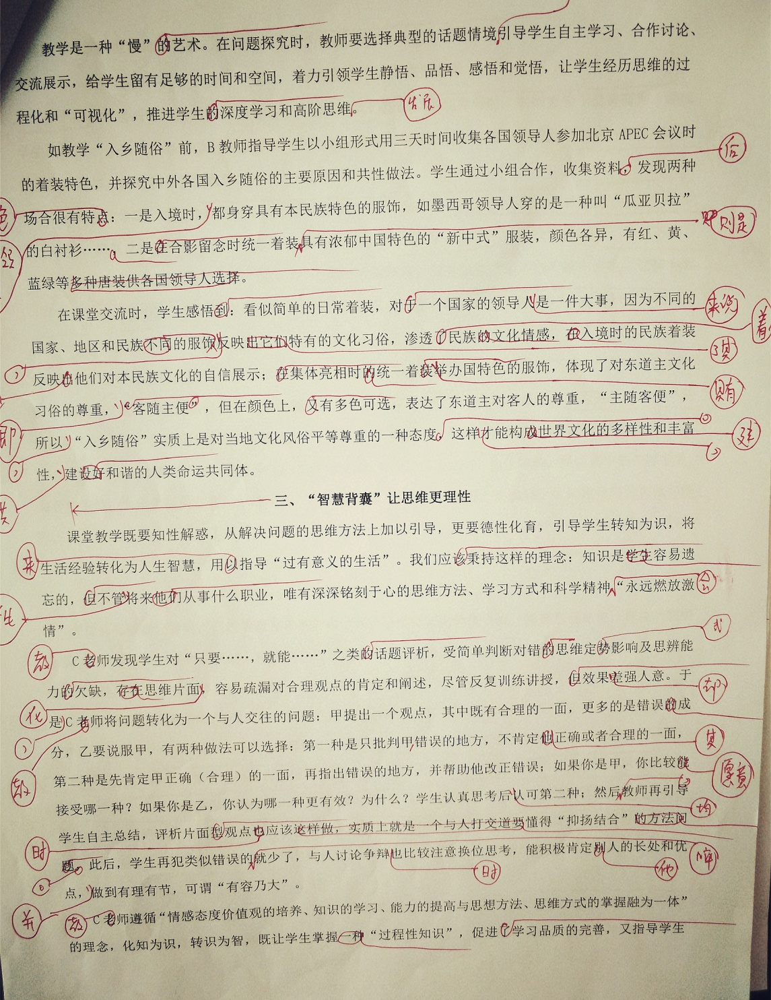 教学是一种“慢”的艺术。在问题探究时，教师要选择典型的话题情境引导学生自主学习、合作讨论、
交流展示，给学生留有足够的时间和空间，着力引领学生静悟、品悟、感悟和觉悟，让学生经历思维的过
程化和“可视化”，推进学生的深度学习和高阶思维。
发展
如教学“入乡随俗”前，B 教师指导学生以小组形式用三天时间收集各国领导人参加北京 APEC 会议时
后
的着装特色，并探究中外各国入乡随俗的主要原因和共性做法。学生通过小组合作，收集资料，发现两种
色
场合很有特点：一是入境时，都身穿具有本民族特色的服饰，如墨西哥领导人穿的是一种叫“瓜亚贝拉”
则是
的白衬衫……，二是在合影留念时统一着装具有浓郁中国特色的“新中式”服装，颜色各异，有红、黄、
蓝绿等多种唐装供各国领导人选择。
在课堂交流时，学生感悟到：看似简单的日常着装，对于一个国家的领导人是一件大事，因为不同的
来说
着
国家、地区和民族不同的服饰反映出它们特有的文化习俗，渗透了民族的文化情感，在入境时的民族着装
反映出他们对本民族文化的自信展示；在集体亮相时的统一着装举办国特色的服饰，体现了对东道主文化
习俗的尊重，“客随主便”，但在颜色上，又有多色可选，表达了东道主对客人的尊重，“主随客便”，
即
所以“入乡随俗”实质上是对当地文化风俗平等尊重的一种态度。这样才能构成世界文化的多样性和丰富
建
性，建设好和谐的人类命运共同体。
三、“智慧背囊”让思维更理性
课堂教学既要知性解惑，从解决问题的思维方法上加以引导，更要德性化育，引导学生转知为识，将
来
生活经验转化为人生智慧，用以指导“过有意义的生活”。我们应该秉持这样的理念：知识是学生容易遗
忘的，但不管将来他们从事什么职业，唯有深深铭刻于心的思维方法、学习方式和科学精神“永远燃放激
会
生
情”。
式
教
C 老师发现学生对“只要……，就能……”之类的话题评析，受简单判断对错的思维定势影响及思辨能
力的欠缺，存在思维片面，容易疏漏对合理观点的肯定和阐述，尽管反复训练讲授，但效果差强人意。于
却
化
是 C 老师将问题转化为一个与人交往的问题：甲提出一个观点，其中既有合理的一面，更多的是错误的成
分，乙要说服甲，有两种做法可以选择：第一种是只批判甲错误的地方，不肯定他正确或者合理的一面，
其
教
第二种是先肯定甲正确（合理）的一面，再指出错误的地方，并帮助他改正错误；如果你是甲，你比较能
愿意
接受哪一种？如果你是乙，你认为哪一种更有效？为什么？学生认真思考后认可第二种；然后教师再引导
均
学生自主总结，评析片面型观点也应该这样做，实质上就是一个与人打交道要懂得“抑扬结合”的方法问
时
题。此后，学生再犯类似错误的就少了，与人讨论争辩也比较注意换位思考，能积极肯定别人的长处和优
率
时
他
点，做到有理有节，可谓“有容乃大”。
并
教
C 老师遵循“情感态度价值观的培养、知识的学习、能力的提高与思想方法、思维方式的掌握融为一体”
的理念，化知为识，转识为智，既让学生掌握一种“过程性知识”，促进了学习品质的完善，又指导学生